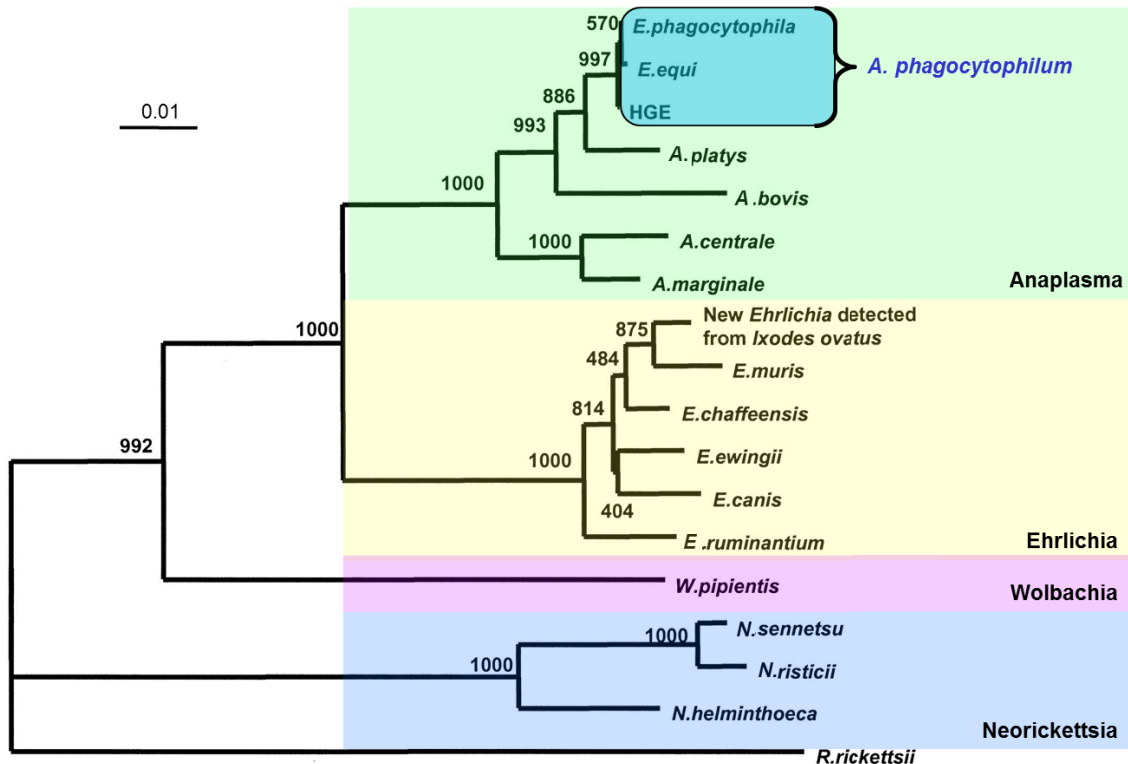 570
E.phagocytophila
997
E.equi
A. phagocytophilum
0.01
886
HGE
993
A.platys
1000
A.bovis
1000
A.centrale
A.marginale
Anaplasma
New Ehrlichia detected
from Ixodes ovatus
875
1000
484
E.muris
814
E.chaffeensis
992
E.ewingii
1000
E.canis
404
E.ruminantium
Ehrlichia
W.pipientis
Wolbachia
N.sennetsu
1000
1000
N.risticii
N.helminthoeca
Neorickettsia
R.rickettsii